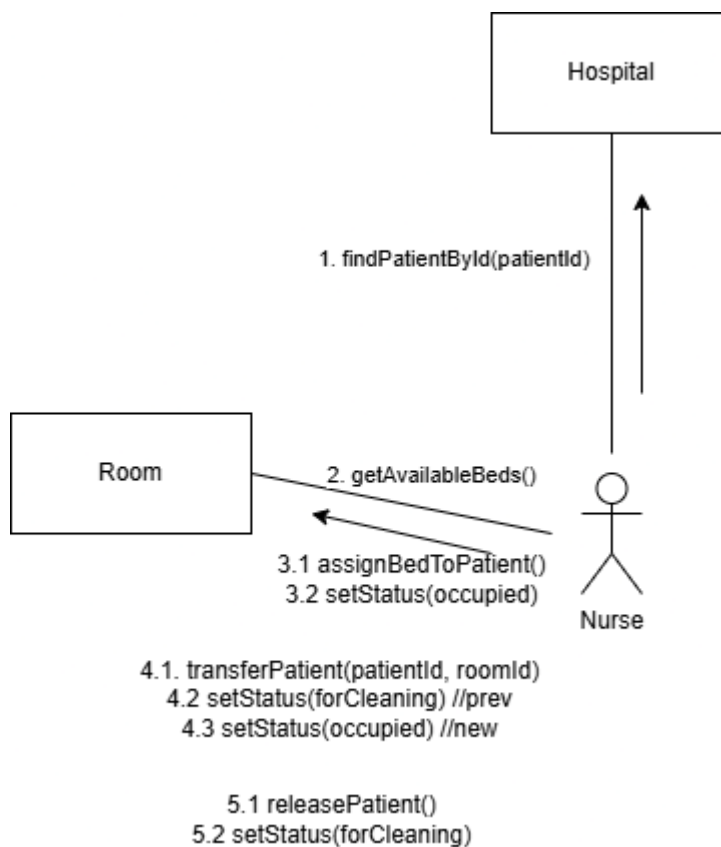 Hospital
1. findPatientById(patientId)
Room
2. getAvailableBeds()
3.1 assignBedToPatient()
3.2 setStatus(occupied)
Nurse
4.1. transferPatient(patientId, roomId)
4.2 setStatus(forCleaning) //prev
4.3 setStatus(occupied) //new
5.1 releasePatient()
5.2 setStatus(forCleaning)